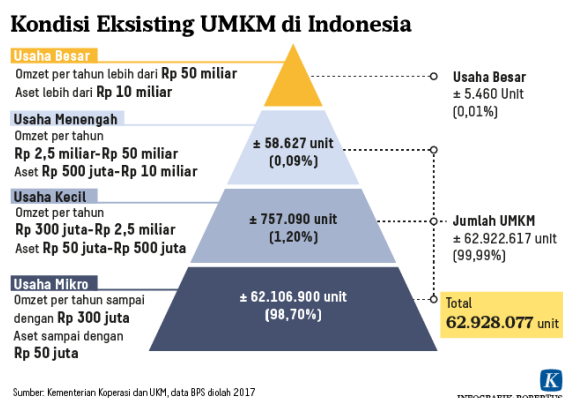 Kondisi Eksisting UMKM di Indonesia
Usaha Besar
Omzet per tahun lebih dari Rp 50 miliar
Aset lebih dari Rp 10 miliar
Usaha Besar
± 5.460 Unit
(0,01%)
Usaha Menengah
Omzet per tahun
Rp 2,5 miliar-Rp 50 miliar
Aset Rp 500 juta-Rp 10 miliar
± 58.627 unit
(0,09%)
Usaha Kecil
Omzet per tahun
Rp 300 juta-Rp 2,5 miliar
Aset Rp 50 juta-Rp 500 juta
± 757.090 unit
(1,20%)
Jumlah UMKM
± 62.922.617 unit
(99,99%)
Usaha Mikro
Omzet per tahun sampai
dengan Rp 300 juta
Aset sampai dengan
Rp 50 juta
± 62.106.900 unit
(98,70%)
Total
62.928.077 unit
Sumber: Kementerian Koperasi dan UKM, data BPS diolah 2017
K
INFOGRAFIK: ROBERTUS